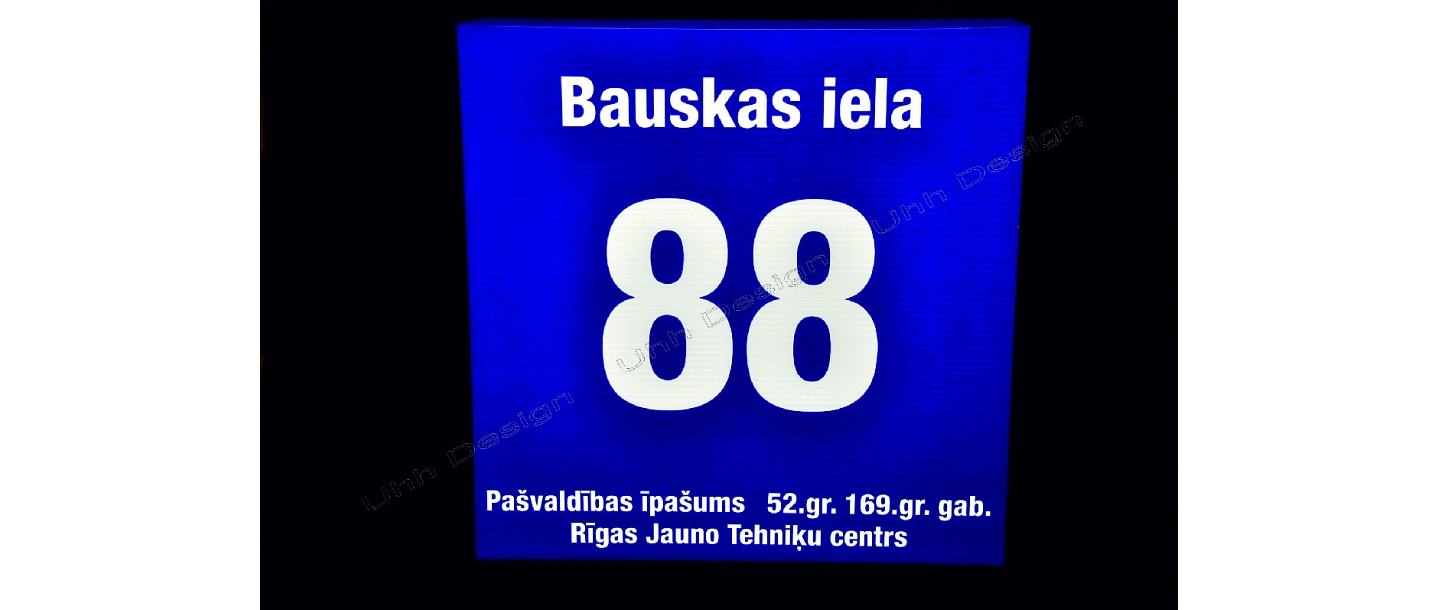 Bauskas iela
88
Pašvaldības īpašums 52.gr. 169.gr. gab.
Rīgas Jauno Tehniķu centrs
Uhh Design Uhh Design Uhh Design